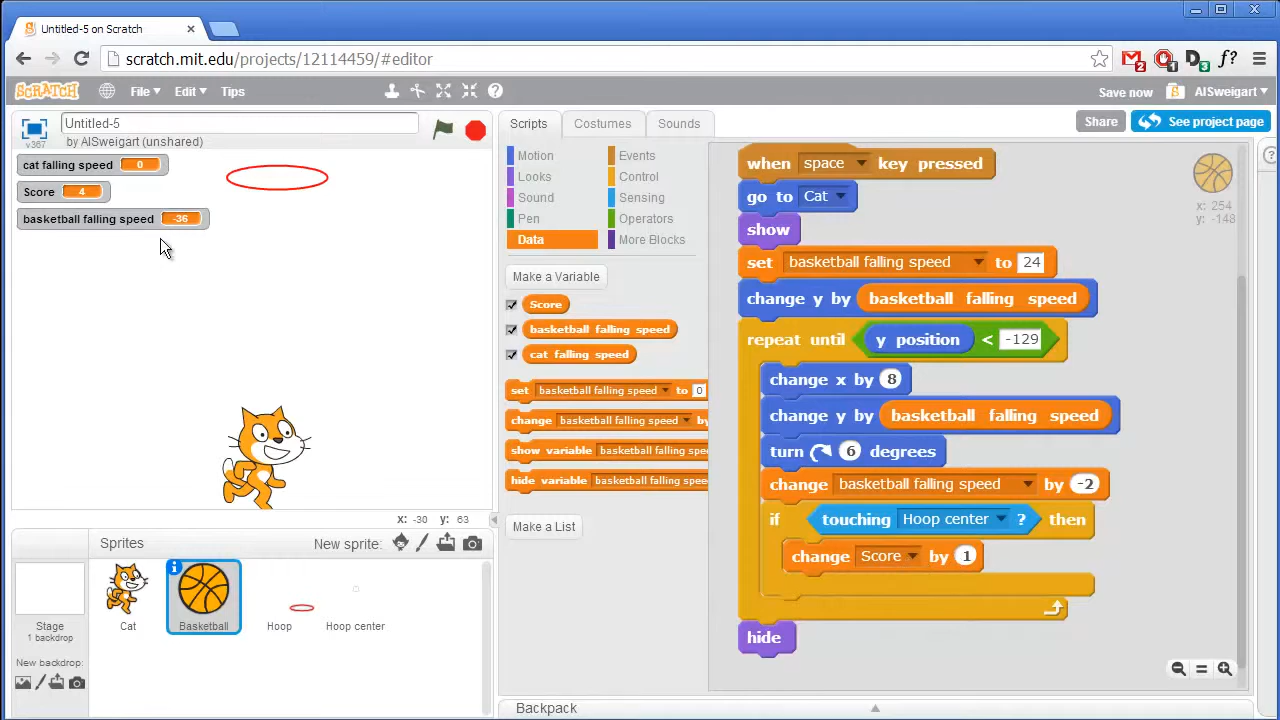 Untitled-5 on Scratch
scratch.mit.edu/projects/12114459/#editor
2 1 3 f?
SCRATCH File Edit Tips Save now AlSweigart
Untitled-5
v367 by AlSweigart (unshared)
Scripts Costumes Sounds Share See project page
cat falling speed 0
Score 4
basketball falling speed -36
Motion Events
Looks Control
Sound Sensing
Pen Operators
Data More Blocks
Make a Variable
Score
basketball falling speed
cat falling speed
set basketball falling speed to 0
change basketball falling speed by
show variable basketball falling speed
hide variable basketball falling speed
Make a List
when space key pressed
go to Cat
show
set basketball falling speed to 24
change y by basketball falling speed
repeat until y position < -129
change x by 8
change y by basketball falling speed
turn 6 degrees
change basketball falling speed by -2
if touching Hoop center ? then
change Score by 1
hide
x: 254
y: -148
x: -30 y: 63
Sprites New sprite:
Stage
1 backdrop
New backdrop:
Cat Basketball Hoop Hoop center
Backpack